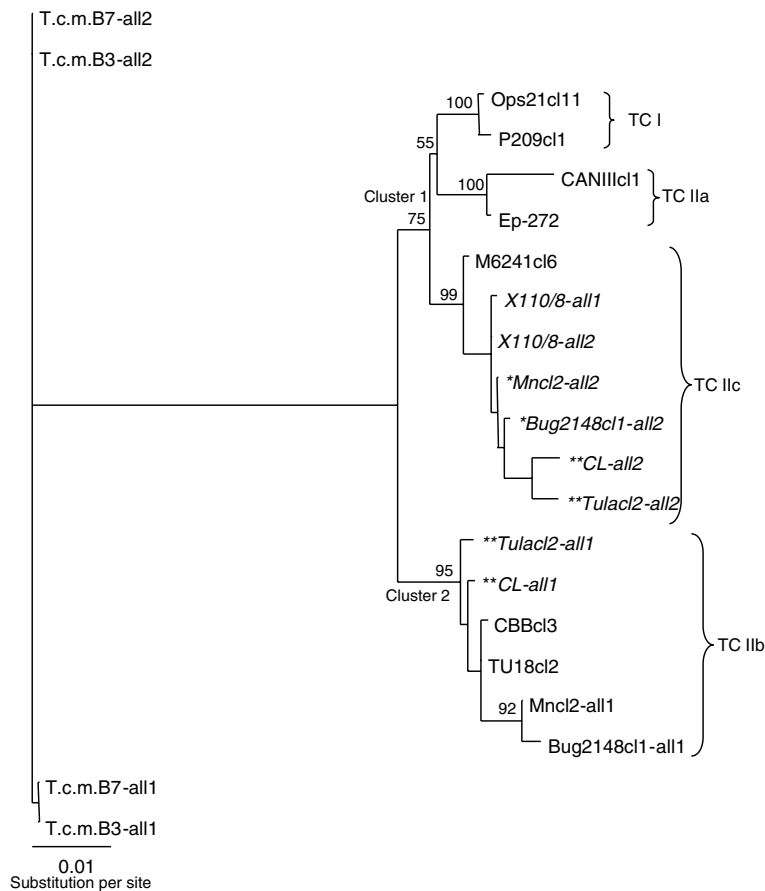 T.c.m.B7-all2
T.c.m.B3-all2
100
Ops21cl11
TC I
P209cl1
55
100
CANIIIcl1
TC IIa
Cluster 1
Ep-272
75
M6241cl6
99
X110/8-all1
X110/8-all2
*Mncl2-all2
TC IIc
*Bug2148cl1-all2
**CL-all2
**Tulacl2-all2
**Tulacl2-all1
95
**CL-all1
Cluster 2
CBBcl3
TC IIb
TU18cl2
92
Mncl2-all1
Bug2148cl1-all1
T.c.m.B7-all1
T.c.m.B3-all1
0.01
Substitution per site